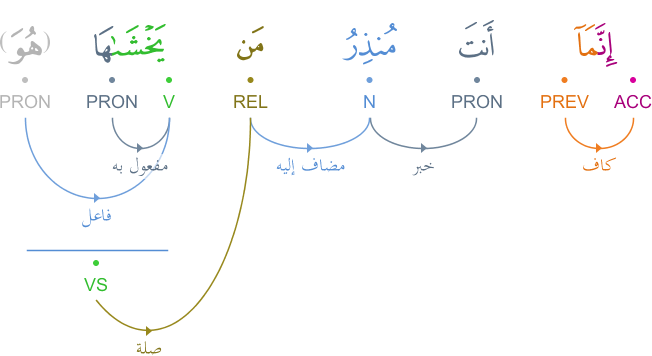 إِنَّمَآ أَنتَ مُنذِرُ مَن يَخْشَىٰهَا (هُوَ)
ACC PREV PRON N REL V PRON PRON
كاف خبر مضاف إليه مفعول به
فاعل
VS
صلة